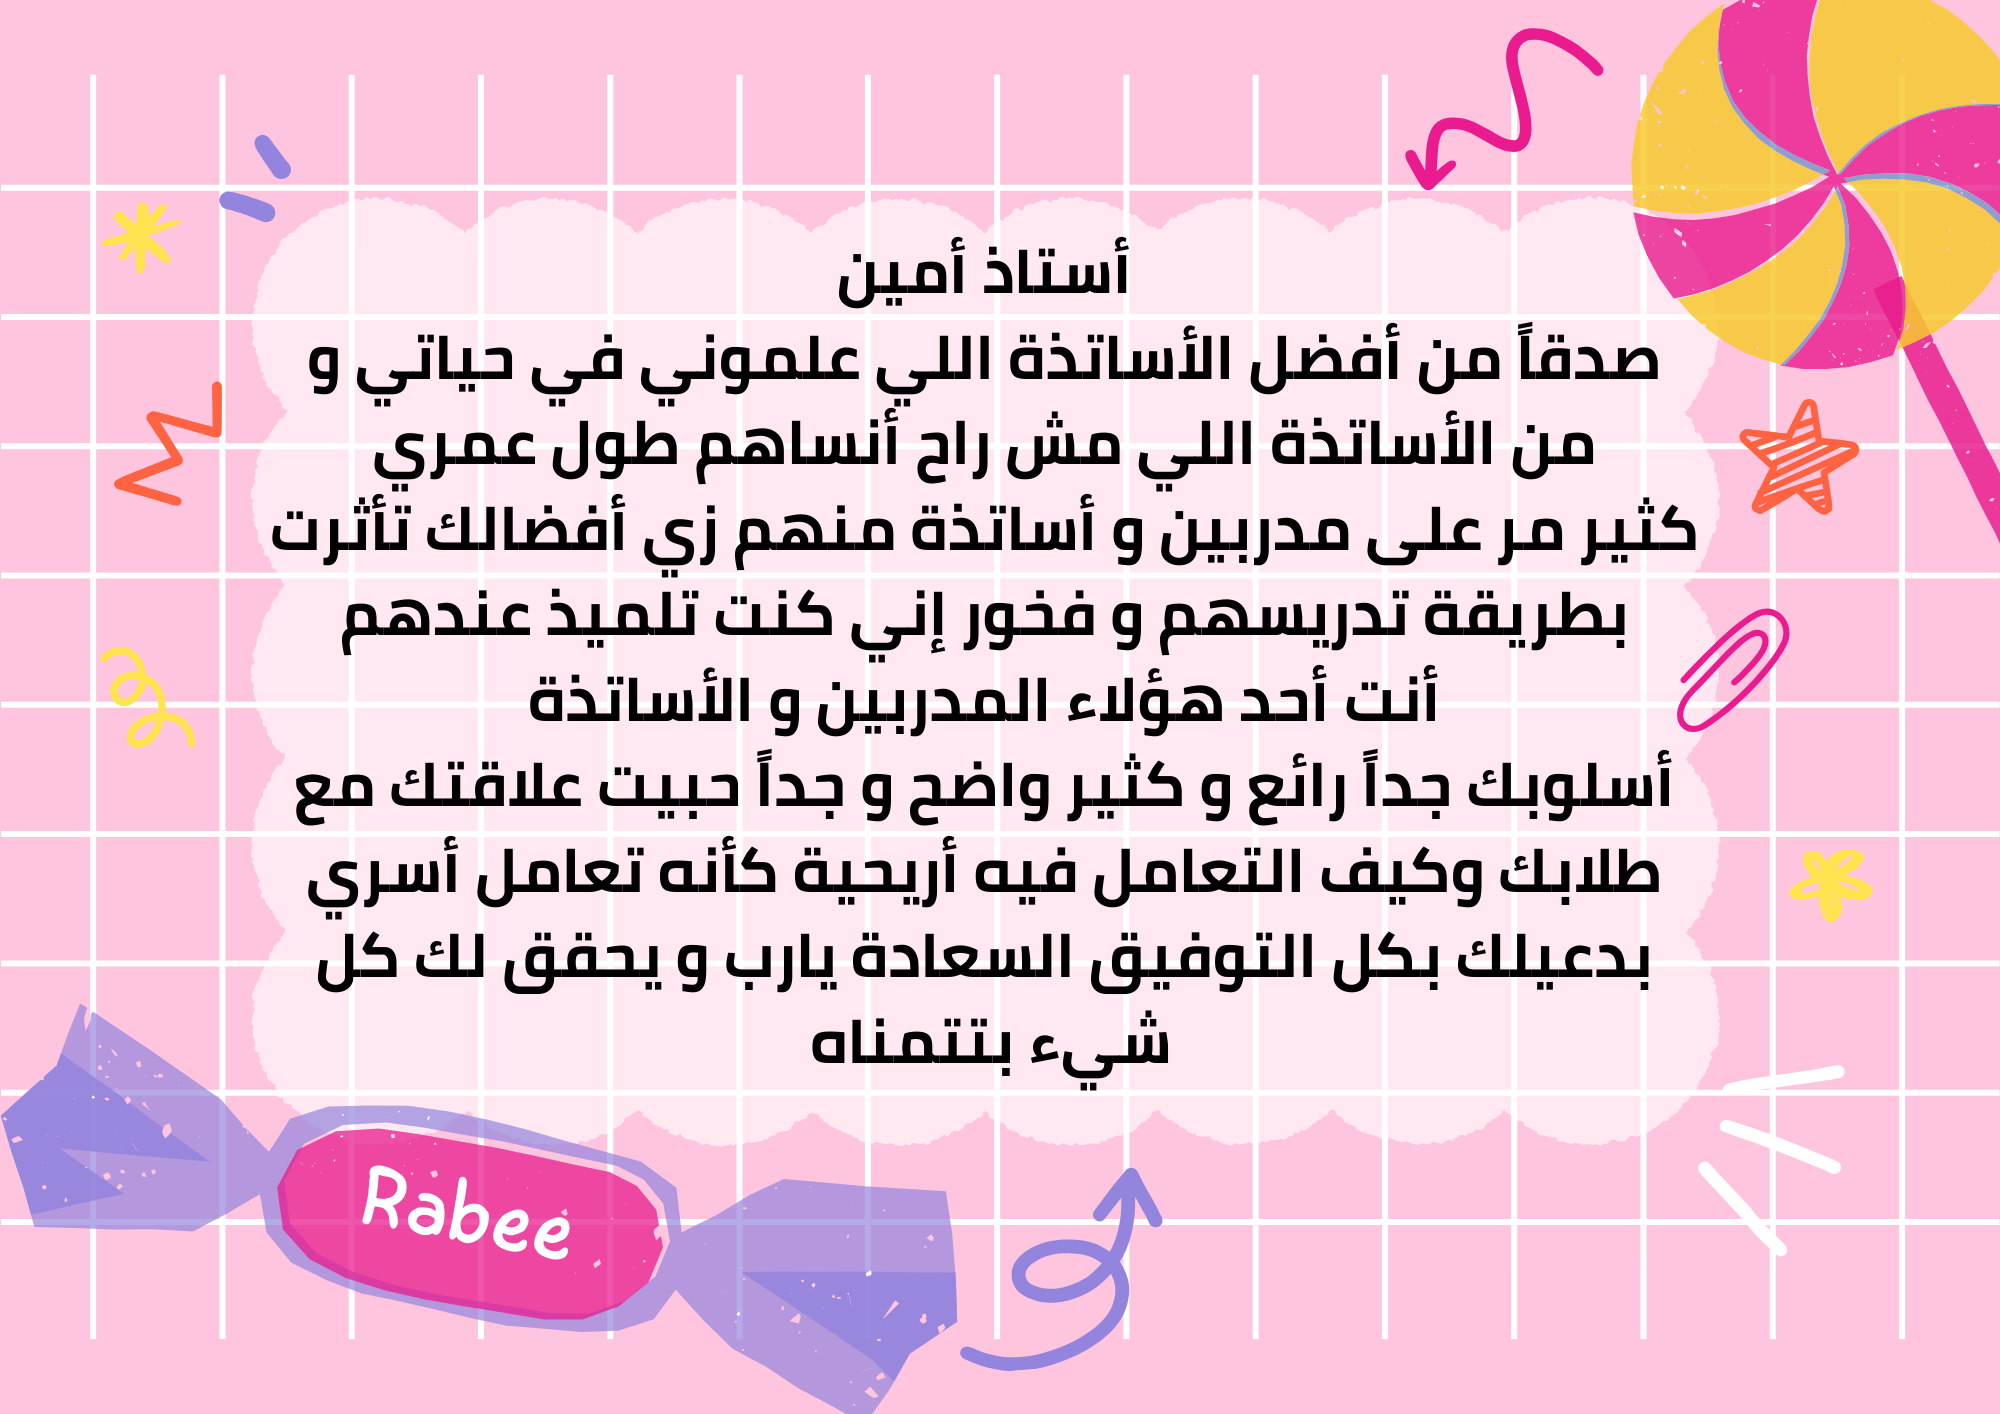 أستاذ أمين
صدقاً من أفضل الأساتذة اللي علموني في حياتي و
من الأساتذة اللي مش راح أنساهم طول عمري
كثير مر على مدربين و أساتذة منهم زي أفضالك تأثرت
بطريقة تدريسهم و فخور إني كنت تلميذ عندهم
أنت أحد هؤلاء المدربين و الأساتذة
أسلوبك جداً رائع و كثير واضح و جداً حبيت علاقتك مع
طلابك وكيف التعامل فيه أريحية كأنه تعامل أسري
بدعيلك بكل التوفيق السعادة يارب و يحقق لك كل
شيء بتتمناه
Rabee